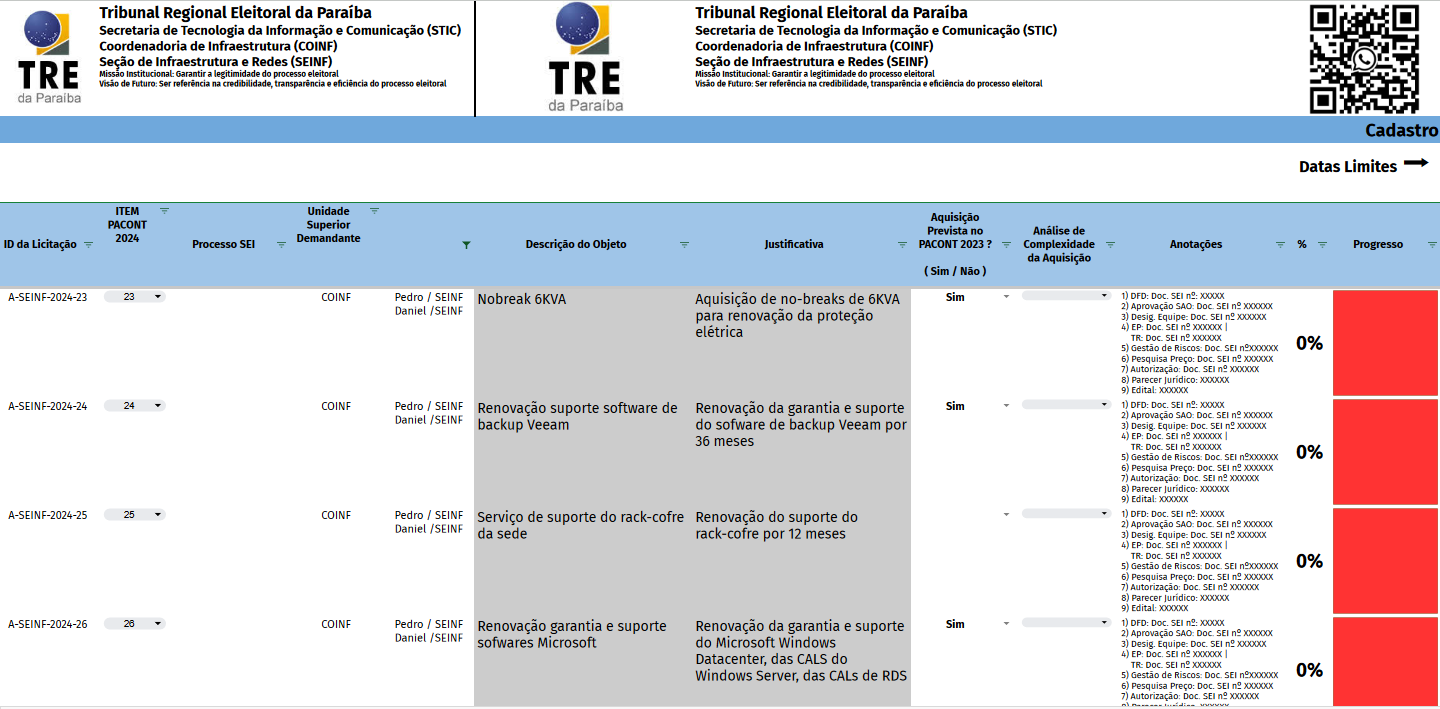 TRE
da Paraíba
Tribunal Regional Eleitoral da Paraíba
Secretaria de Tecnologia da Informação e Comunicação (STIC)
Coordenadoria de Infraestrutura (COINF)
Seção de Infraestrutura e Redes (SEINF)
Missão Institucional: Garantir a legitimidade do processo eleitoral
Visão de Futuro: Ser referência na credibilidade, transparência e eficiência do processo eleitoral
TRE
da Paraíba
Tribunal Regional Eleitoral da Paraíba
Secretaria de Tecnologia da Informação e Comunicação (STIC)
Coordenadoria de Infraestrutura (COINF)
Seção de Infraestrutura e Redes (SEINF)
Missão Institucional: Garantir a legitimidade do processo eleitoral
Visão de Futuro: Ser referência na credibilidade, transparência e eficiência do processo eleitoral
Cadastro
Datas Limites
ID da Licitação
ITEM
PACONT
2024
Processo SEI
Unidade
Superior
Demandante
Descrição do Objeto
Justificativa
Aquisição
Prevista no
PACONT 2023 ?
( Sim / Não )
Análise de
Complexidade
da Aquisição
Anotações
%
Progresso
A-SEINF-2024-23
23
COINF
Pedro / SEINF
Daniel /SEINF
Nobreak 6KVA
Aquisição de no-breaks de 6KVA
para renovação da proteção
elétrica
Sim
1) DFD: Doc. SEI nº: XXXXX
2) Aprovação SAO: Doc. SEI nº XXXXXX
3) Desig. Equipe: Doc. SEI nº XXXXXX
4) EP: Doc. SEI nº XXXXXX |
TR: Doc. SEI nº XXXXXX
5) Gestão de Riscos: Doc. SEI nºXXXXXX
6) Pesquisa Preço: Doc. SEI nº XXXXXX
7) Autorização: Doc. SEI nº XXXXXX
8) Parecer Jurídico: XXXXXX
9) Edital: XXXXXX
0%
A-SEINF-2024-24
24
COINF
Pedro / SEINF
Daniel /SEINF
Renovação suporte software de
backup Veeam
Renovação da garantia e suporte
do sofware de backup Veeam por
36 meses
Sim
1) DFD: Doc. SEI nº: XXXXX
2) Aprovação SAO: Doc. SEI nº XXXXXX
3) Desig. Equipe: Doc. SEI nº XXXXXX
4) EP: Doc. SEI nº XXXXXX |
TR: Doc. SEI nº XXXXXX
5) Gestão de Riscos: Doc. SEI nºXXXXXX
6) Pesquisa Preço: Doc. SEI nº XXXXXX
7) Autorização: Doc. SEI nº XXXXXX
8) Parecer Jurídico: XXXXXX
9) Edital: XXXXXX
0%
A-SEINF-2024-25
25
COINF
Pedro / SEINF
Daniel /SEINF
Serviço de suporte do rack-cofre
da sede
Renovação do suporte do
rack-cofre por 12 meses
1) DFD: Doc. SEI nº: XXXXX
2) Aprovação SAO: Doc. SEI nº XXXXXX
3) Desig. Equipe: Doc. SEI nº XXXXXX
4) EP: Doc. SEI nº XXXXXX |
TR: Doc. SEI nº XXXXXX
5) Gestão de Riscos: Doc. SEI nºXXXXXX
6) Pesquisa Preço: Doc. SEI nº XXXXXX
7) Autorização: Doc. SEI nº XXXXXX
8) Parecer Jurídico: XXXXXX
9) Edital: XXXXXX
0%
A-SEINF-2024-26
26
COINF
Pedro / SEINF
Daniel /SEINF
Renovação garantia e suporte
sofwares Microsoft
Renovação da garantia e suporte
do Microsoft Windows
Datacenter, das CALS do
Windows Server, das CALs de RDS
Sim
1) DFD: Doc. SEI nº: XXXXX
2) Aprovação SAO: Doc. SEI nº XXXXXX
3) Desig. Equipe: Doc. SEI nº XXXXXX
4) EP: Doc. SEI nº XXXXXX |
TR: Doc. SEI nº XXXXXX
5) Gestão de Riscos: Doc. SEI nºXXXXXX
6) Pesquisa Preço: Doc. SEI nº XXXXXX
7) Autorização: Doc. SEI nº XXXXXX
0%